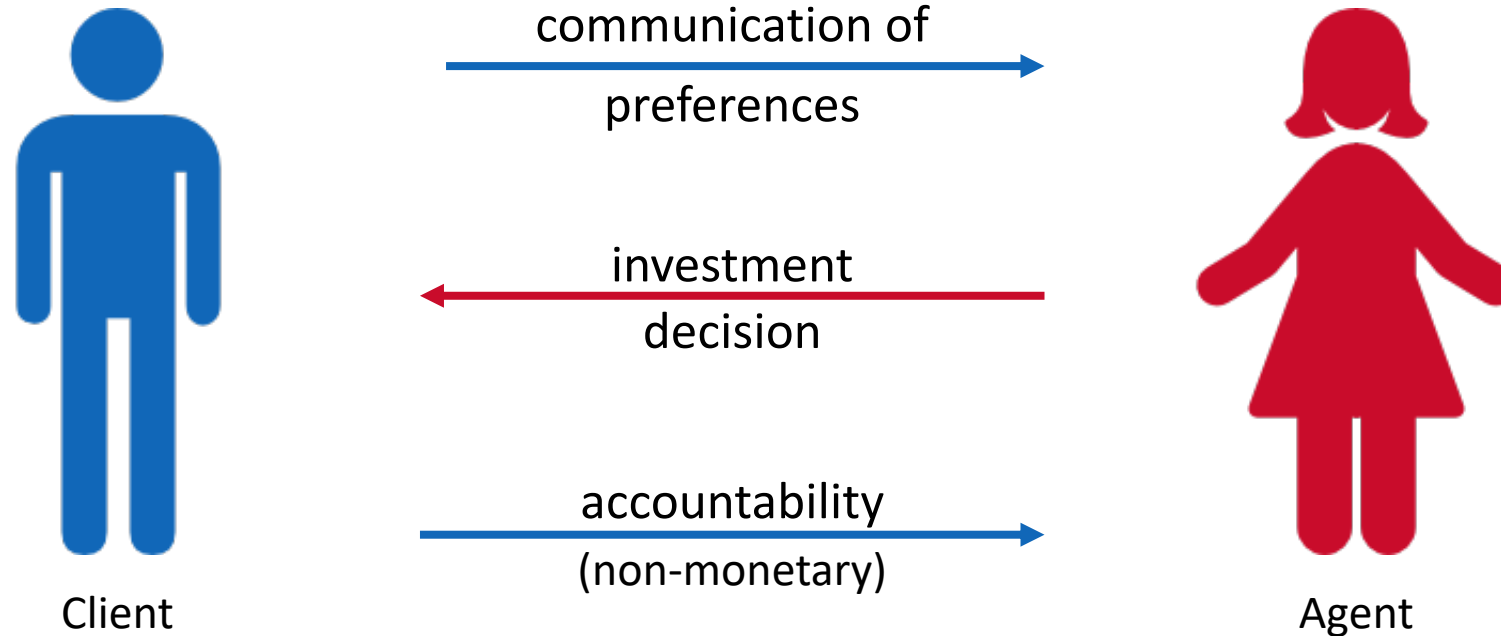 communication of
preferences
investment
decision
accountability
(non-monetary)
Client
Agent